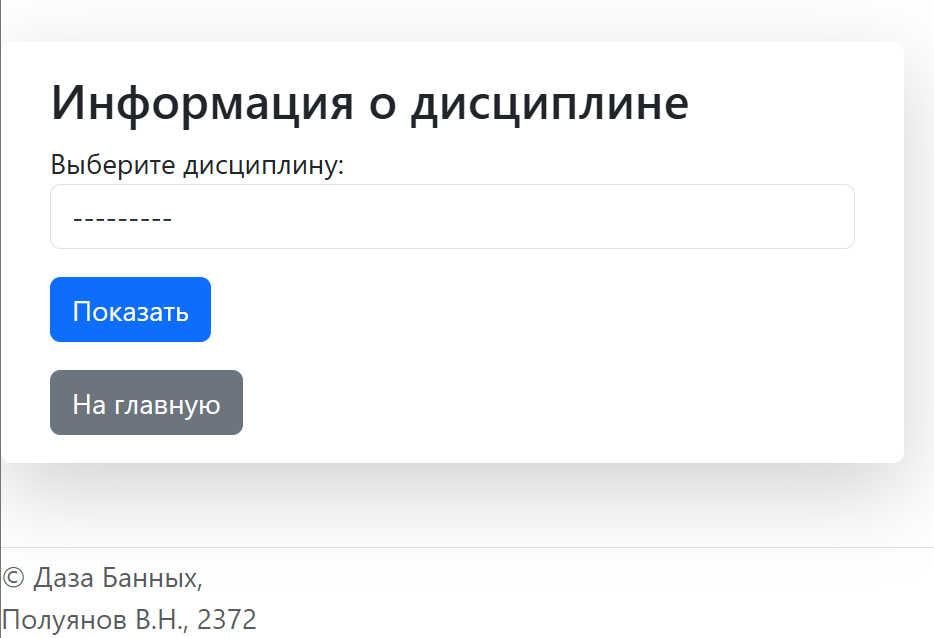 Информация о дисциплине
Выберите дисциплину:
---------
Показать
На главную
© Даза Банных,
Полуянов В.Н., 2372